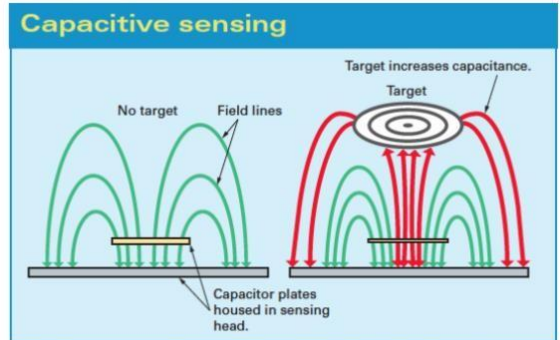 Capacitive sensing
No target
Field lines
Capacitor plates
housed in sensing
head.
Target increases capacitance.
Target